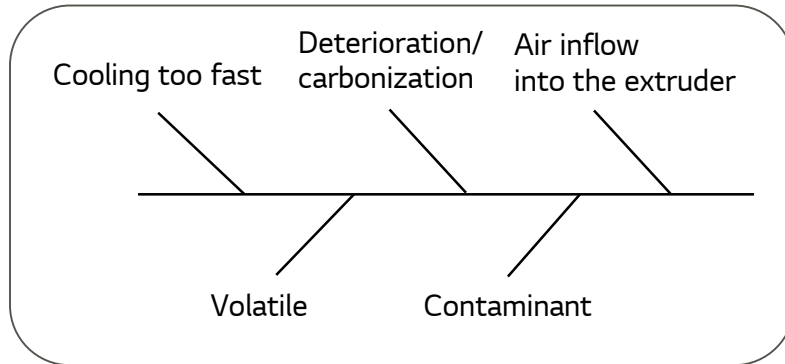 Cooling too fast
Deterioration/
carbonization
Air inflow
into the extruder
Volatile
Contaminant